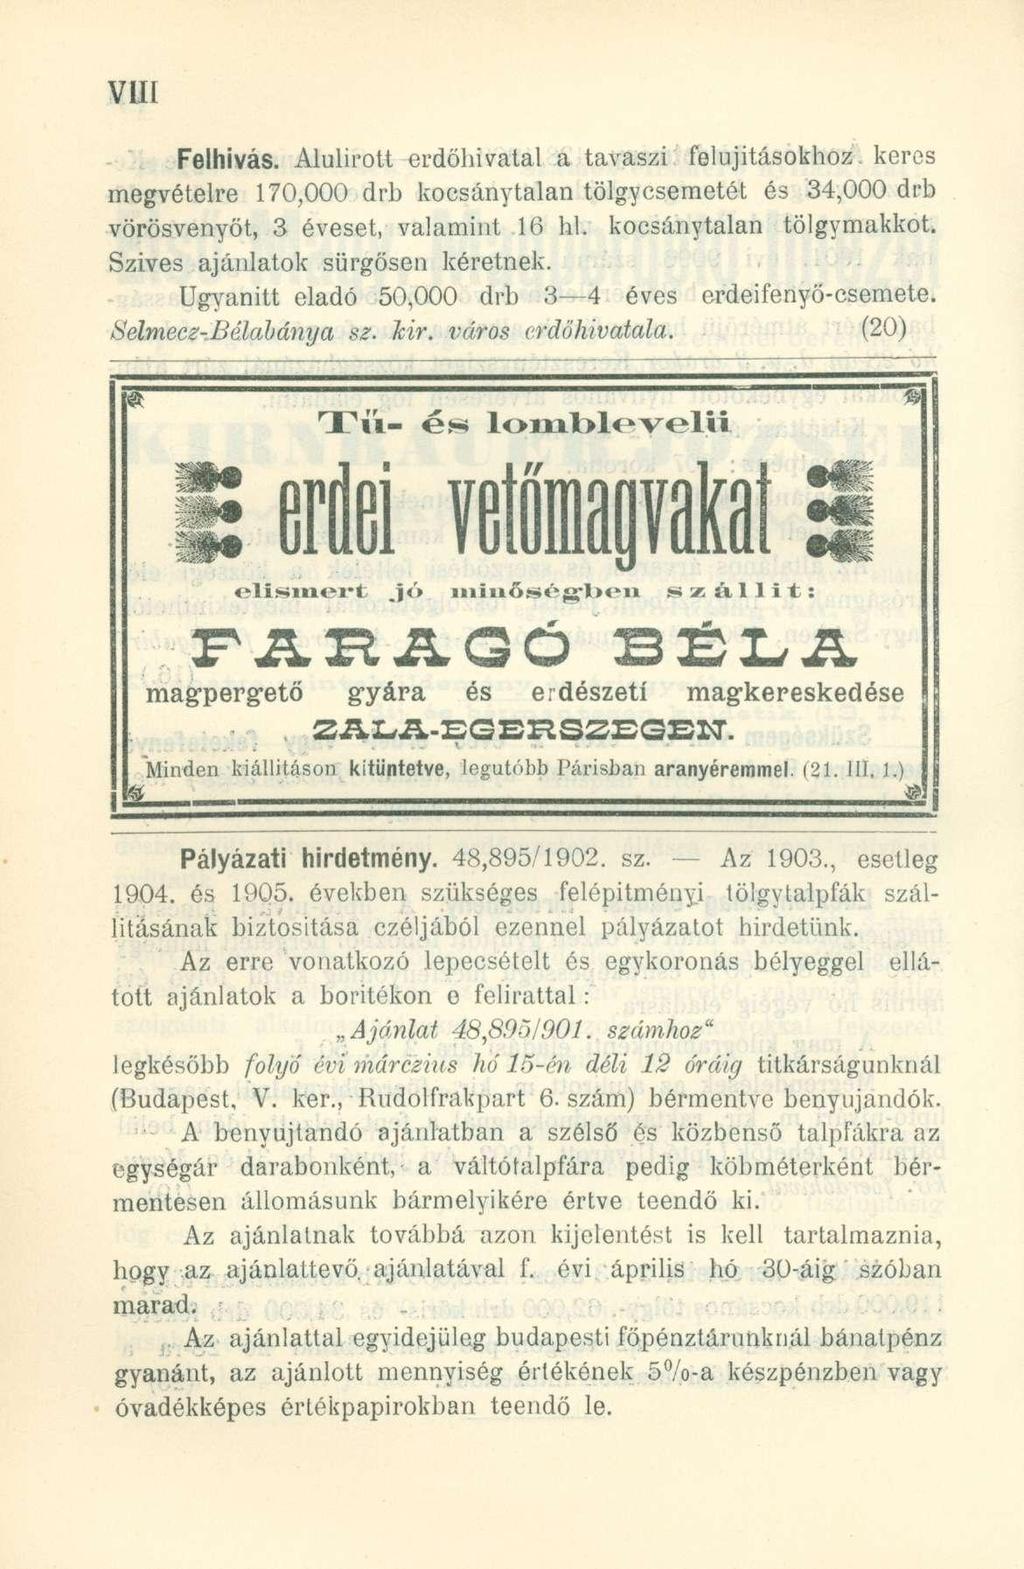 VIII
Felhivás. Alulirott erdőhivatal a tavaszi felujitásokhoz keres
megvételre 170,000 drb kocsánytalan tölgycsemetét és 34,000 drb
vörösvenyőt, 3 éveset, valamint 16 hl. kocsánytalan tölgymakkot.
Szives ajánlatok sürgősen kéretnek.
Ugyanitt eladó 50,000 drb 3—4 éves erdeifenyő-csemete.
Selmecz-Bélabánya sz. kir. város erdőhivatala. (20)
Tű- és lomblevelü
erdei vetőmagvakat
elismert jó minőségben szállit:
FARAGÓ BÉLA
magpergető gyára és erdészeti magkereskedése
ZALA-EGERSZEGEN.
Minden kiállitáson kitüntetve, legutóbb Párisban aranyéremmel. (21. III. 1.)
Pályázati hirdetmény. 48,895/1902. sz. — Az 1903., esetleg
1904. és 1905. években szükséges felépitményi tölgytalpfák szál-
litásának biztositása czéljából ezennel pályázatot hirdetünk.
Az erre vonatkozó lepecsételt és egykoronás bélyeggel ellá-
tott ajánlatok a boritékon e felirattal:
„Ajánlat 48,895/901. számhoz“
legkésőbb folyó évi márczius hó 15-én déli 12 óráig titkárságunknál
(Budapest, V. ker., Rudolfrakpart 6. szám) bérmentve benyujandók.
A benyujtandó ajánlatban a szélső és közbenső talpfákra az
egységár darabonként, a váltótalpfára pedig köbméterként bér-
mentesen állomásunk bármelyikére értve teendő ki.
Az ajánlatnak továbbá azon kijelentést is kell tartalmaznia,
hogy az ajánlattevő, ajánlatával f. évi április hó 30-áig szóban
marad.
Az ajánlattal egyidejüleg budapesti főpénztárunknál bánatpénz
gyanánt, az ajánlott mennyiség értékének 5%-a készpénzben vagy
óvadékképes értékpapirokban teendő le.